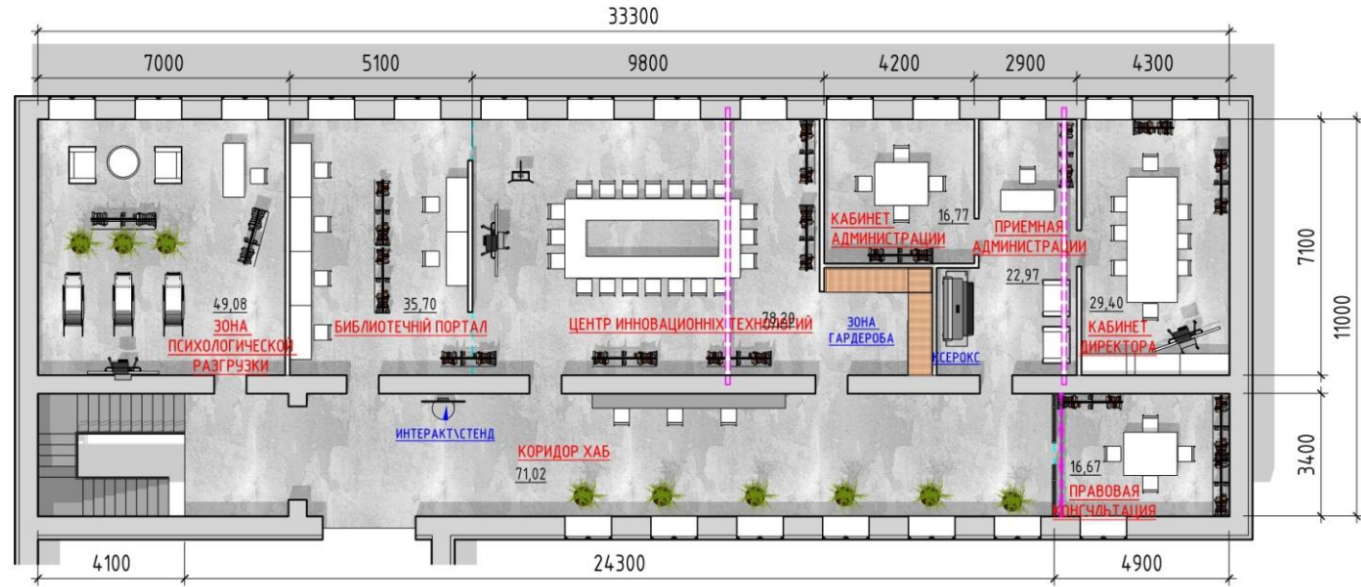 33300
7000
5100
9800
4200
2900
4300
16,77
КАБИНЕТ
АДМИНИСТРАЦИИ
ПРИЕМНАЯ
АДМИНИСТРАЦИИ
7100
11000
49,08
ЗОНА
ПСИХОЛОГИЧЕСКОЙ
РАЗГРУЗКИ
35,70
БИБЛИОТЕЧНІЙ ПОРТАЛ
78,20
ЦЕНТР ИННОВАЦИОННІХ ТЕХНОЛОГИЙ
ЗОНА
ГАРДЕРОБА
22,97
КСЕРОКС
29,40
КАБИНЕТ
ДИРЕКТОРА
ИНТЕРАКТ\СТЕНД
КОРИДОР ХАБ
71,02
16,67
ПРАВОВАЯ
КОНСУЛЬТАЦИЯ
3400
4100
24300
4900